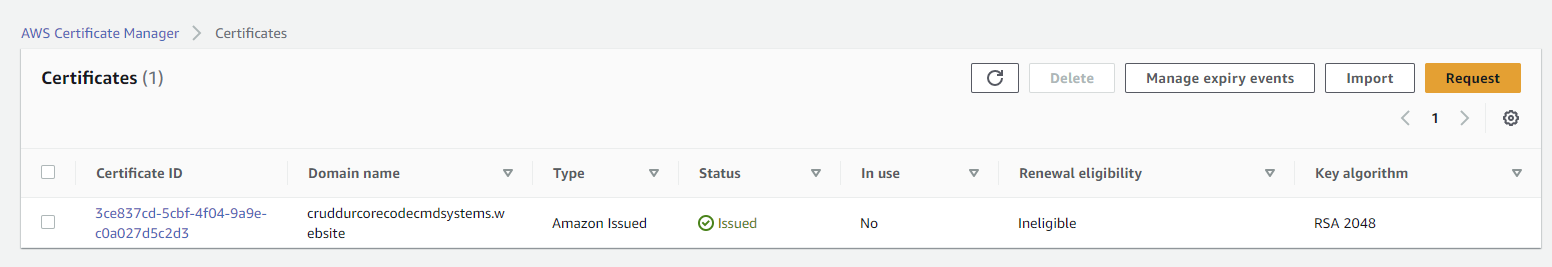 AWS Certificate Manager > Certificates
Certificates (1)
Delete
Manage expiry events
Import
Request
1
Certificate ID
Domain name
Type
Status
In use
Renewal eligibility
Key algorithm
3ce837cd-5cbf-4f04-9a9e-
c0a027d5c2d3
cruddurcorecodecmdsystems.w
ebsite
Amazon Issued
Issued
No
Ineligible
RSA 2048